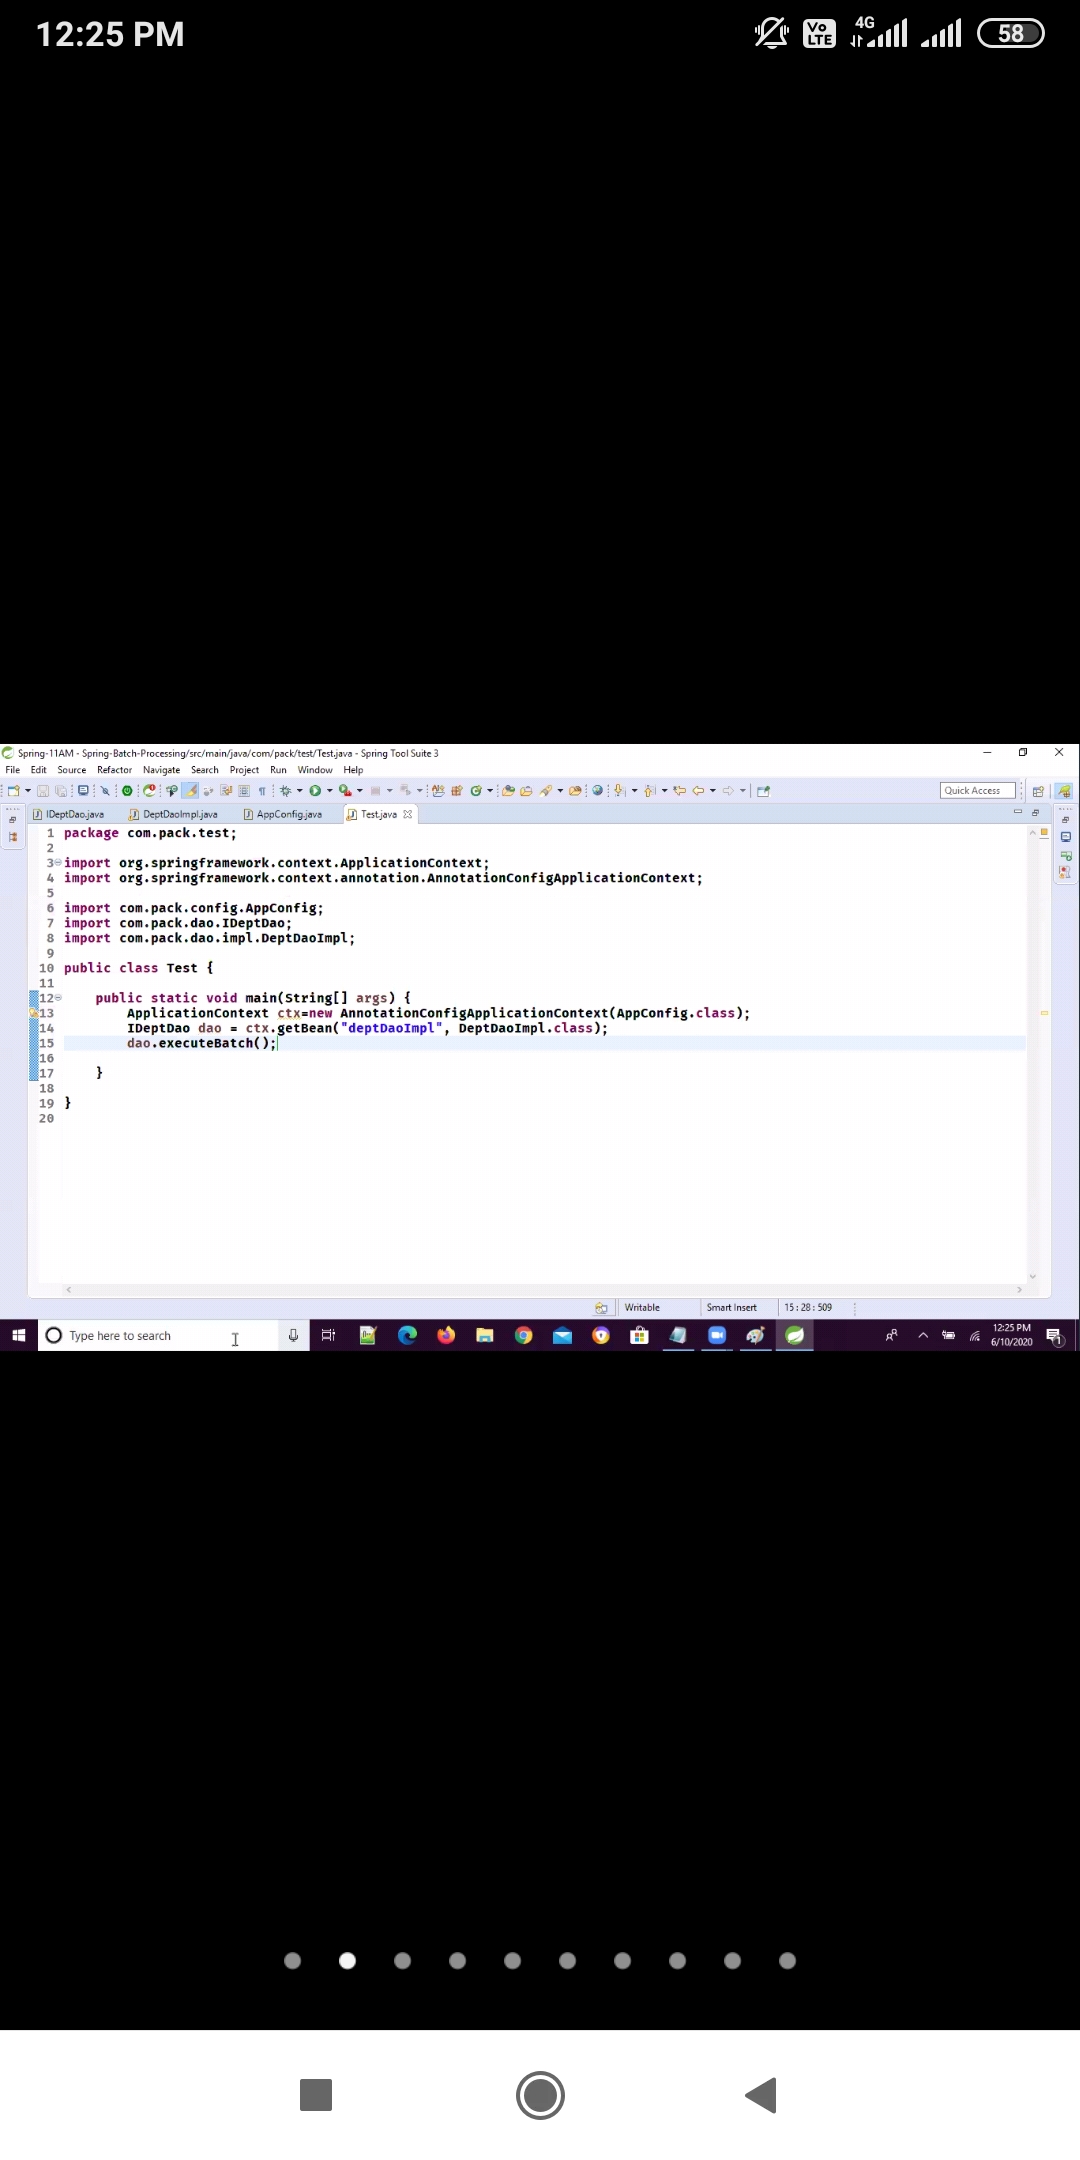 12:25 PM
Vo LTE 4G 58
Spring-11AM - Spring-Batch-Processing/src/main/java/com/pack/test/Test.java - Spring Tool Suite 3
File Edit Source Refactor Navigate Search Project Run Window Help
Quick Access
IDeptDao.java DeptDaoImpl.java AppConfig.java Test.java
1 package com.pack.test;
2
3 import org.springframework.context.ApplicationContext;
4 import org.springframework.context.annotation.AnnotationConfigApplicationContext;
5
6 import com.pack.config.AppConfig;
7 import com.pack.dao.IDeptDao;
8 import com.pack.dao.impl.DeptDaoImpl;
9
10 public class Test {
11
12 public static void main(String[] args) {
13 ApplicationContext ctx=new AnnotationConfigApplicationContext(AppConfig.class);
14 IDeptDao dao = ctx.getBean("deptDaoImpl", DeptDaoImpl.class);
15 dao.executeBatch();
16
17 }
18
19 }
20
Writable Smart Insert 15 : 28 : 509
Type here to search
12:25 PM
6/10/2020
1